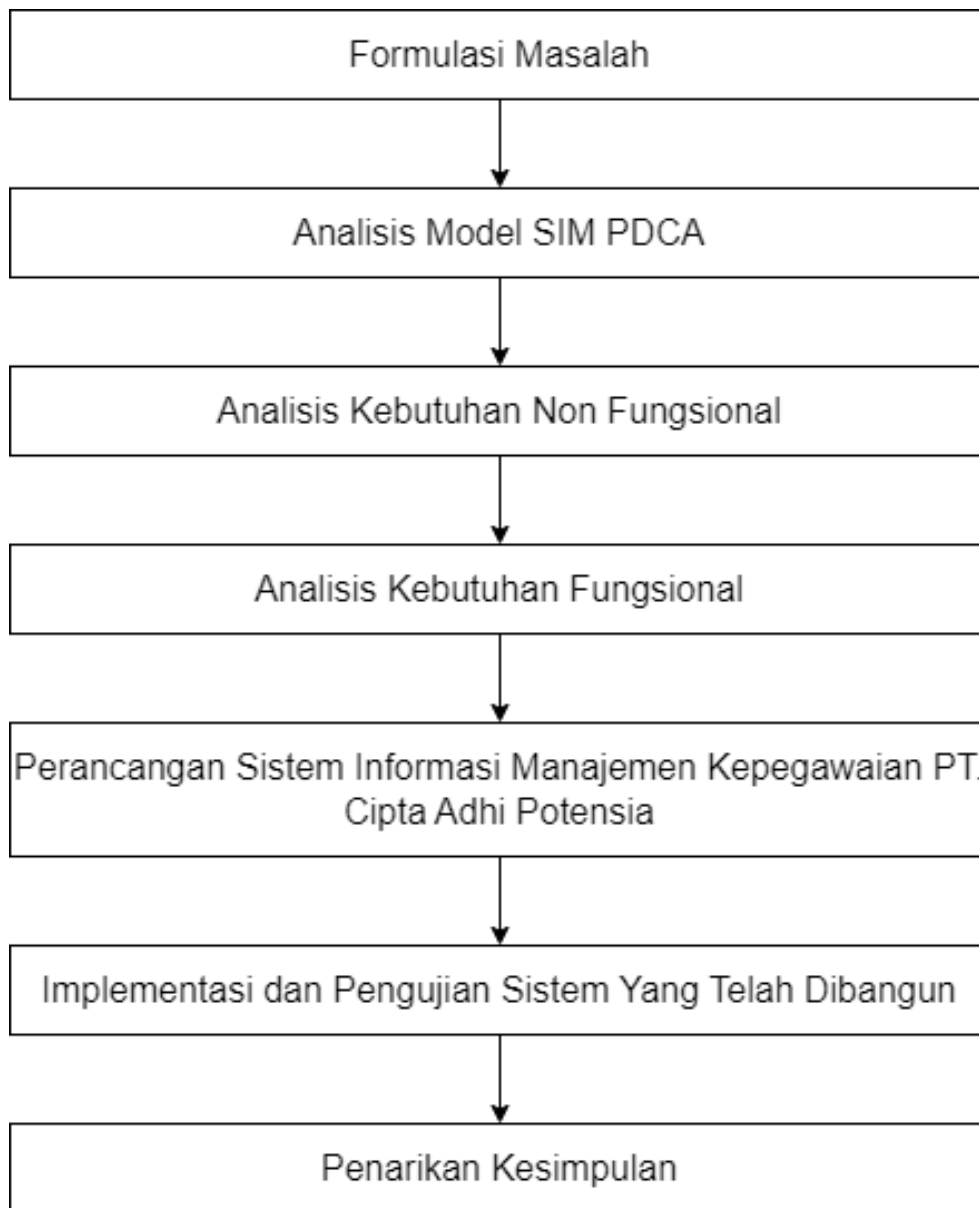 Formulasi Masalah
Analisis Model SIM PDCA
Analisis Kebutuhan Non Fungsional
Analisis Kebutuhan Fungsional
Perancangan Sistem Informasi Manajemen Kepegawaian PT.
Cipta Adhi Potensia
Implementasi dan Pengujian Sistem Yang Telah Dibangun
Penarikan Kesimpulan